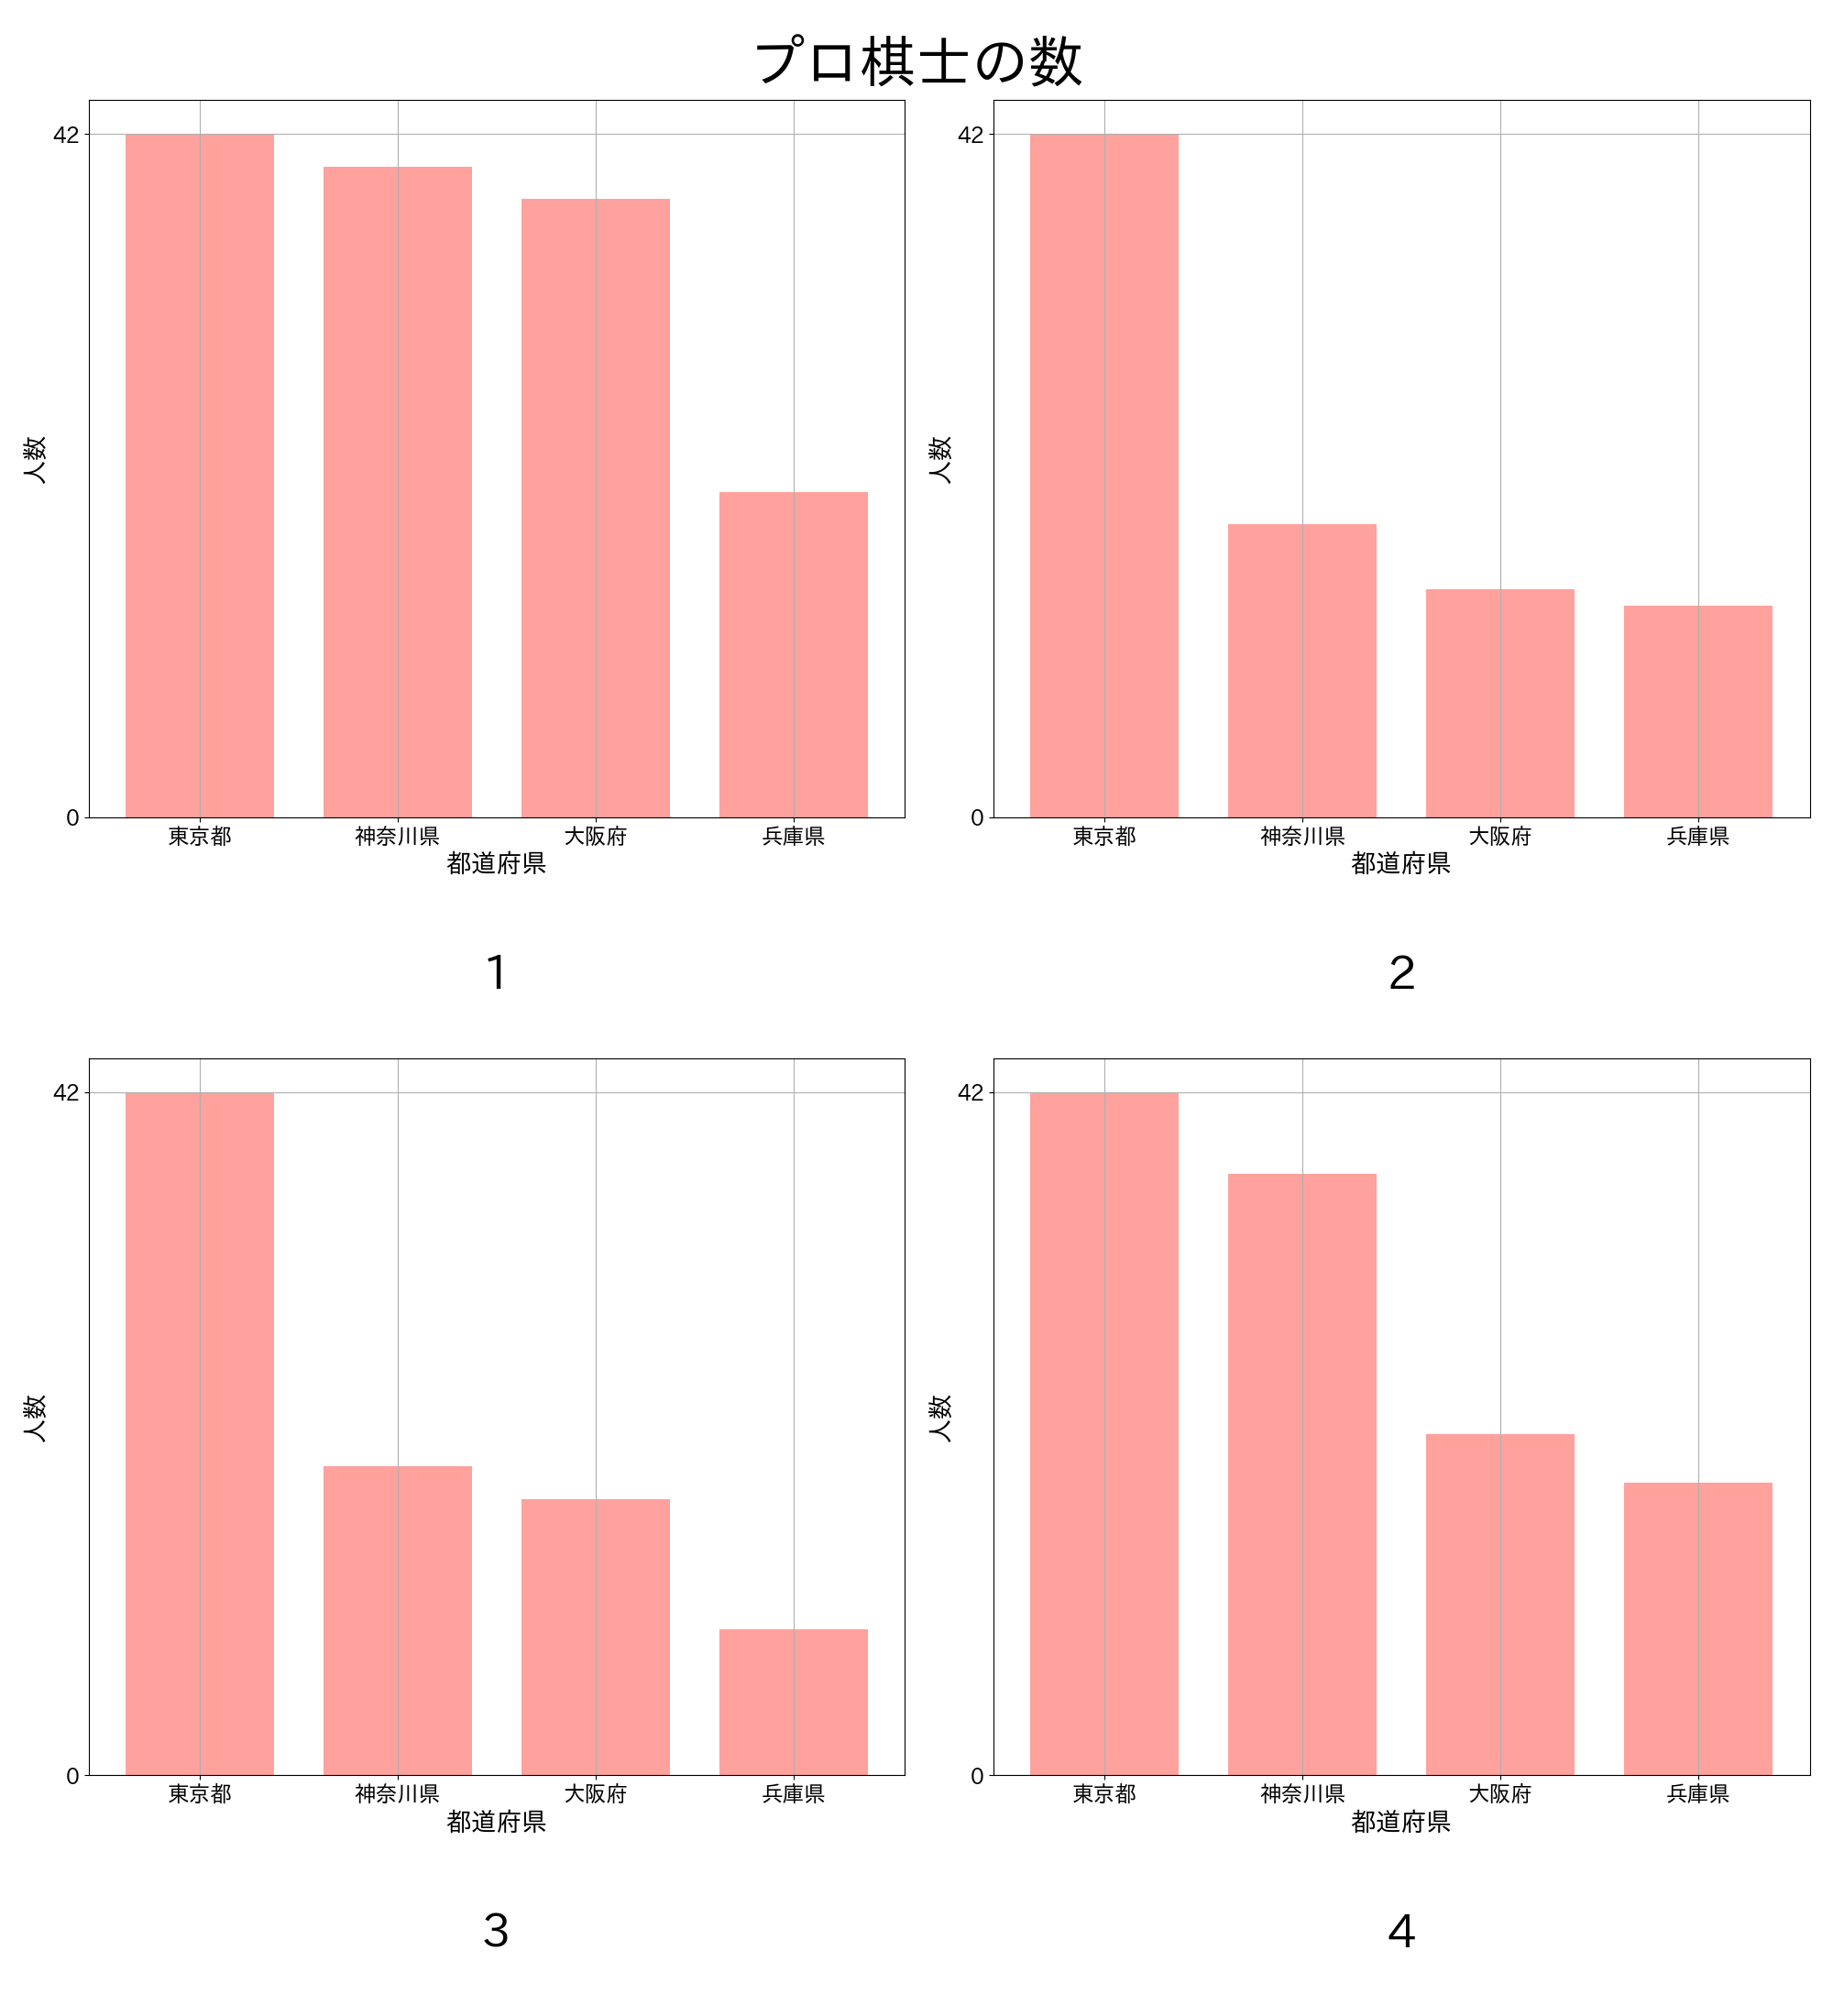 プロ棋士の数
42
0
人数
東京都 神奈川県 大阪府 兵庫県
都道府県
1
42
0
人数
東京都 神奈川県 大阪府 兵庫県
都道府県
2
42
0
人数
東京都 神奈川県 大阪府 兵庫県
都道府県
3
42
0
人数
東京都 神奈川県 大阪府 兵庫県
都道府県
4